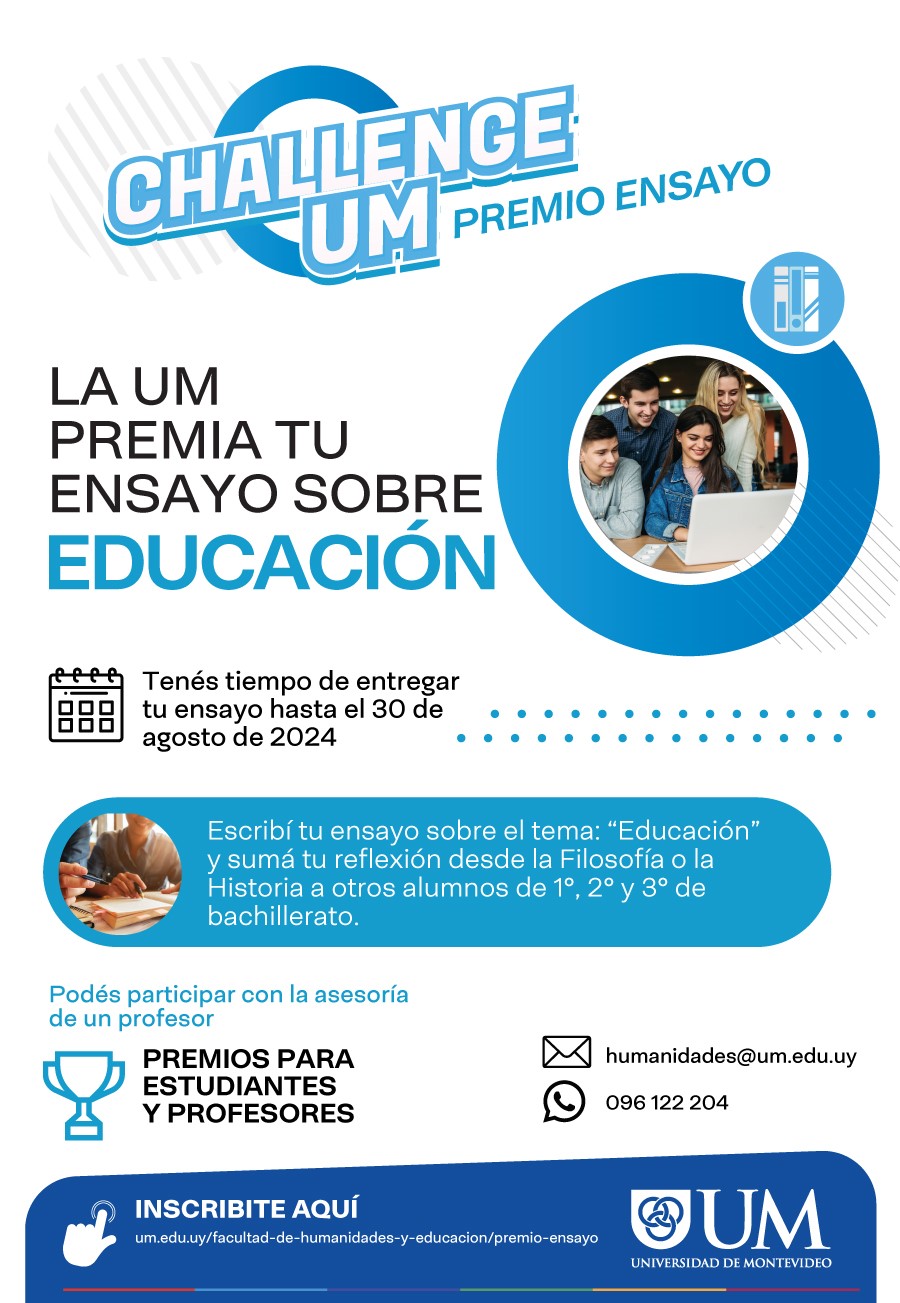 CHALLENGE
UM PREMIO ENSAYO
LA UM
PREMIA TU
ENSAYO SOBRE
EDUCACIÓN
Tenés tiempo de entregar
tu ensayo hasta el 30 de
agosto de 2024
Escribí tu ensayo sobre el tema: “Educación”
y sumá tu reflexión desde la Filosofía o la
Historia a otros alumnos de 1°, 2° y 3° de
bachillerato.
Podés participar con la asesoría
de un profesor
PREMIOS PARA
ESTUDIANTES
Y PROFESORES
humanidades@um.edu.uy
096 122 204
INSCRIBITE AQUÍ
um.edu.uy/facultad-de-humanidades-y-educacion/premio-ensayo
UM
UNIVERSIDAD DE MONTEVIDEO